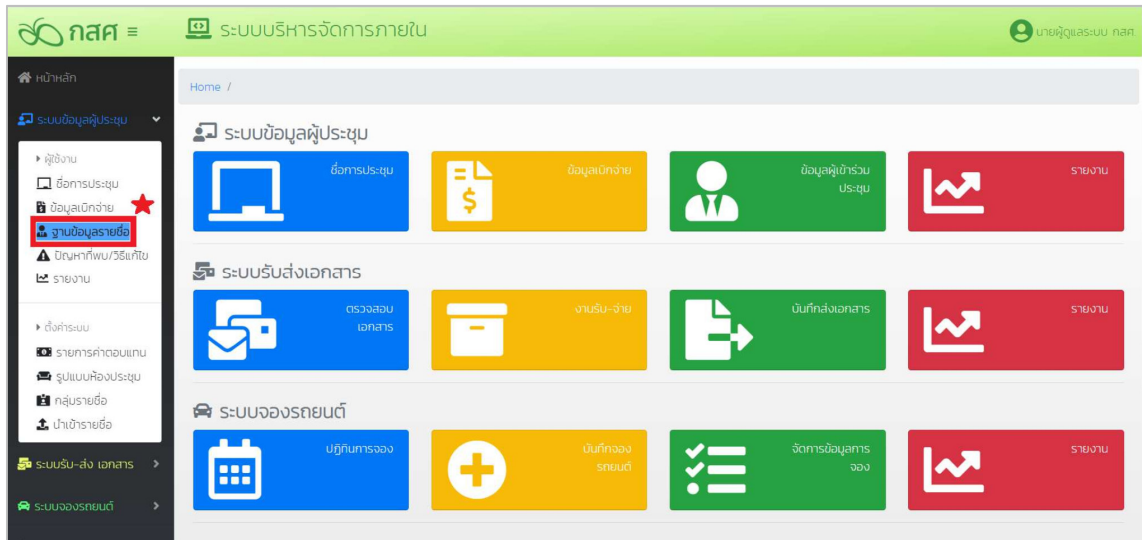 กสศ
ระบบบริหารจัดการภายใน
นายผู้ดูแลระบบ กสศ
หน้าหลัก
ระบบข้อมูลผู้ประชุม
ผู้ใช้งาน
ชื่อการประชุม
ข้อมูลเบิกจ่าย
ฐานข้อมูลรายชื่อ
ปัญหาที่พบ/วิธีแก้ไข
รายงาน
ตั้งค่าระบบ
รายการค่าตอบแทน
รูปแบบห้องประชุม
กลุ่มรายชื่อ
นำเข้ารายชื่อ
ระบบรับ-ส่ง เอกสาร
ระบบจองรถยนต์
Home /
ระบบข้อมูลผู้ประชุม
ชื่อการประชุม
ข้อมูลเบิกจ่าย
ข้อมูลผู้เข้าร่วม
ประชุม
รายงาน
ระบบรับส่งเอกสาร
ตรวจสอบ
เอกสาร
งานรับ-จ่าย
บันทึกส่งเอกสาร
รายงาน
ระบบจองรถยนต์
ปฏิทินการจอง
บันทึกจอง
รถยนต์
จัดการข้อมูลการ
จอง
รายงาน